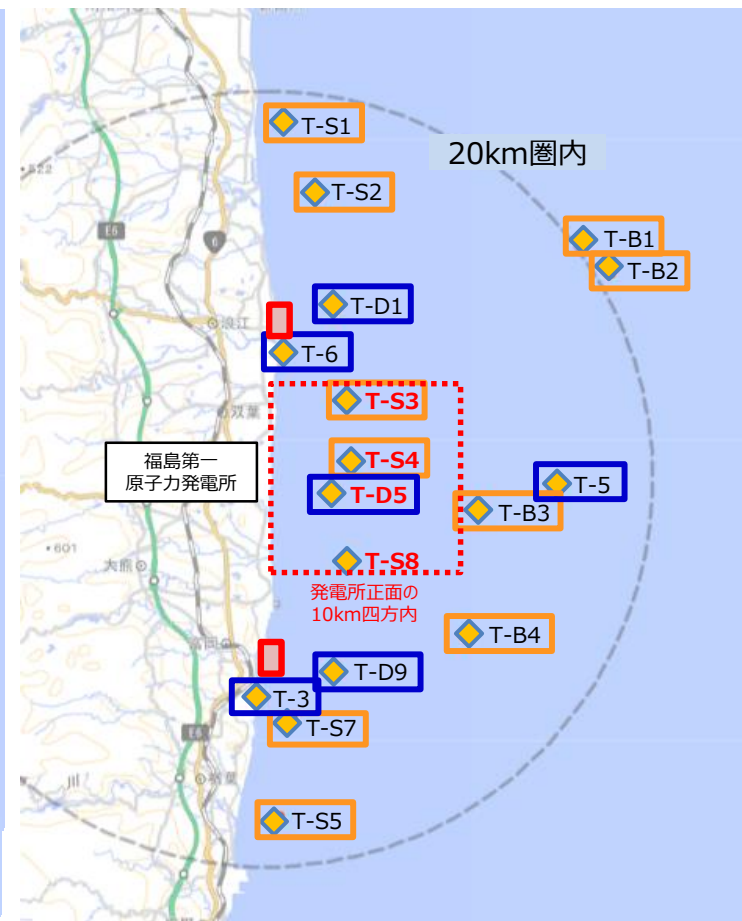 T-S1
20km圏内
・522
T-S2
T-B1
E6
6
T-B2
T-D1
浪江
T-6
双葉
T-S3
福島第一
原子力発電所
T-S4
T-D5
T-5
T-B3
・601
大熊
T-S8
発電所正面の
10km四方内
富岡
T-B4
T-D9
T-3
T-S7
E6
楢葉
T-S5